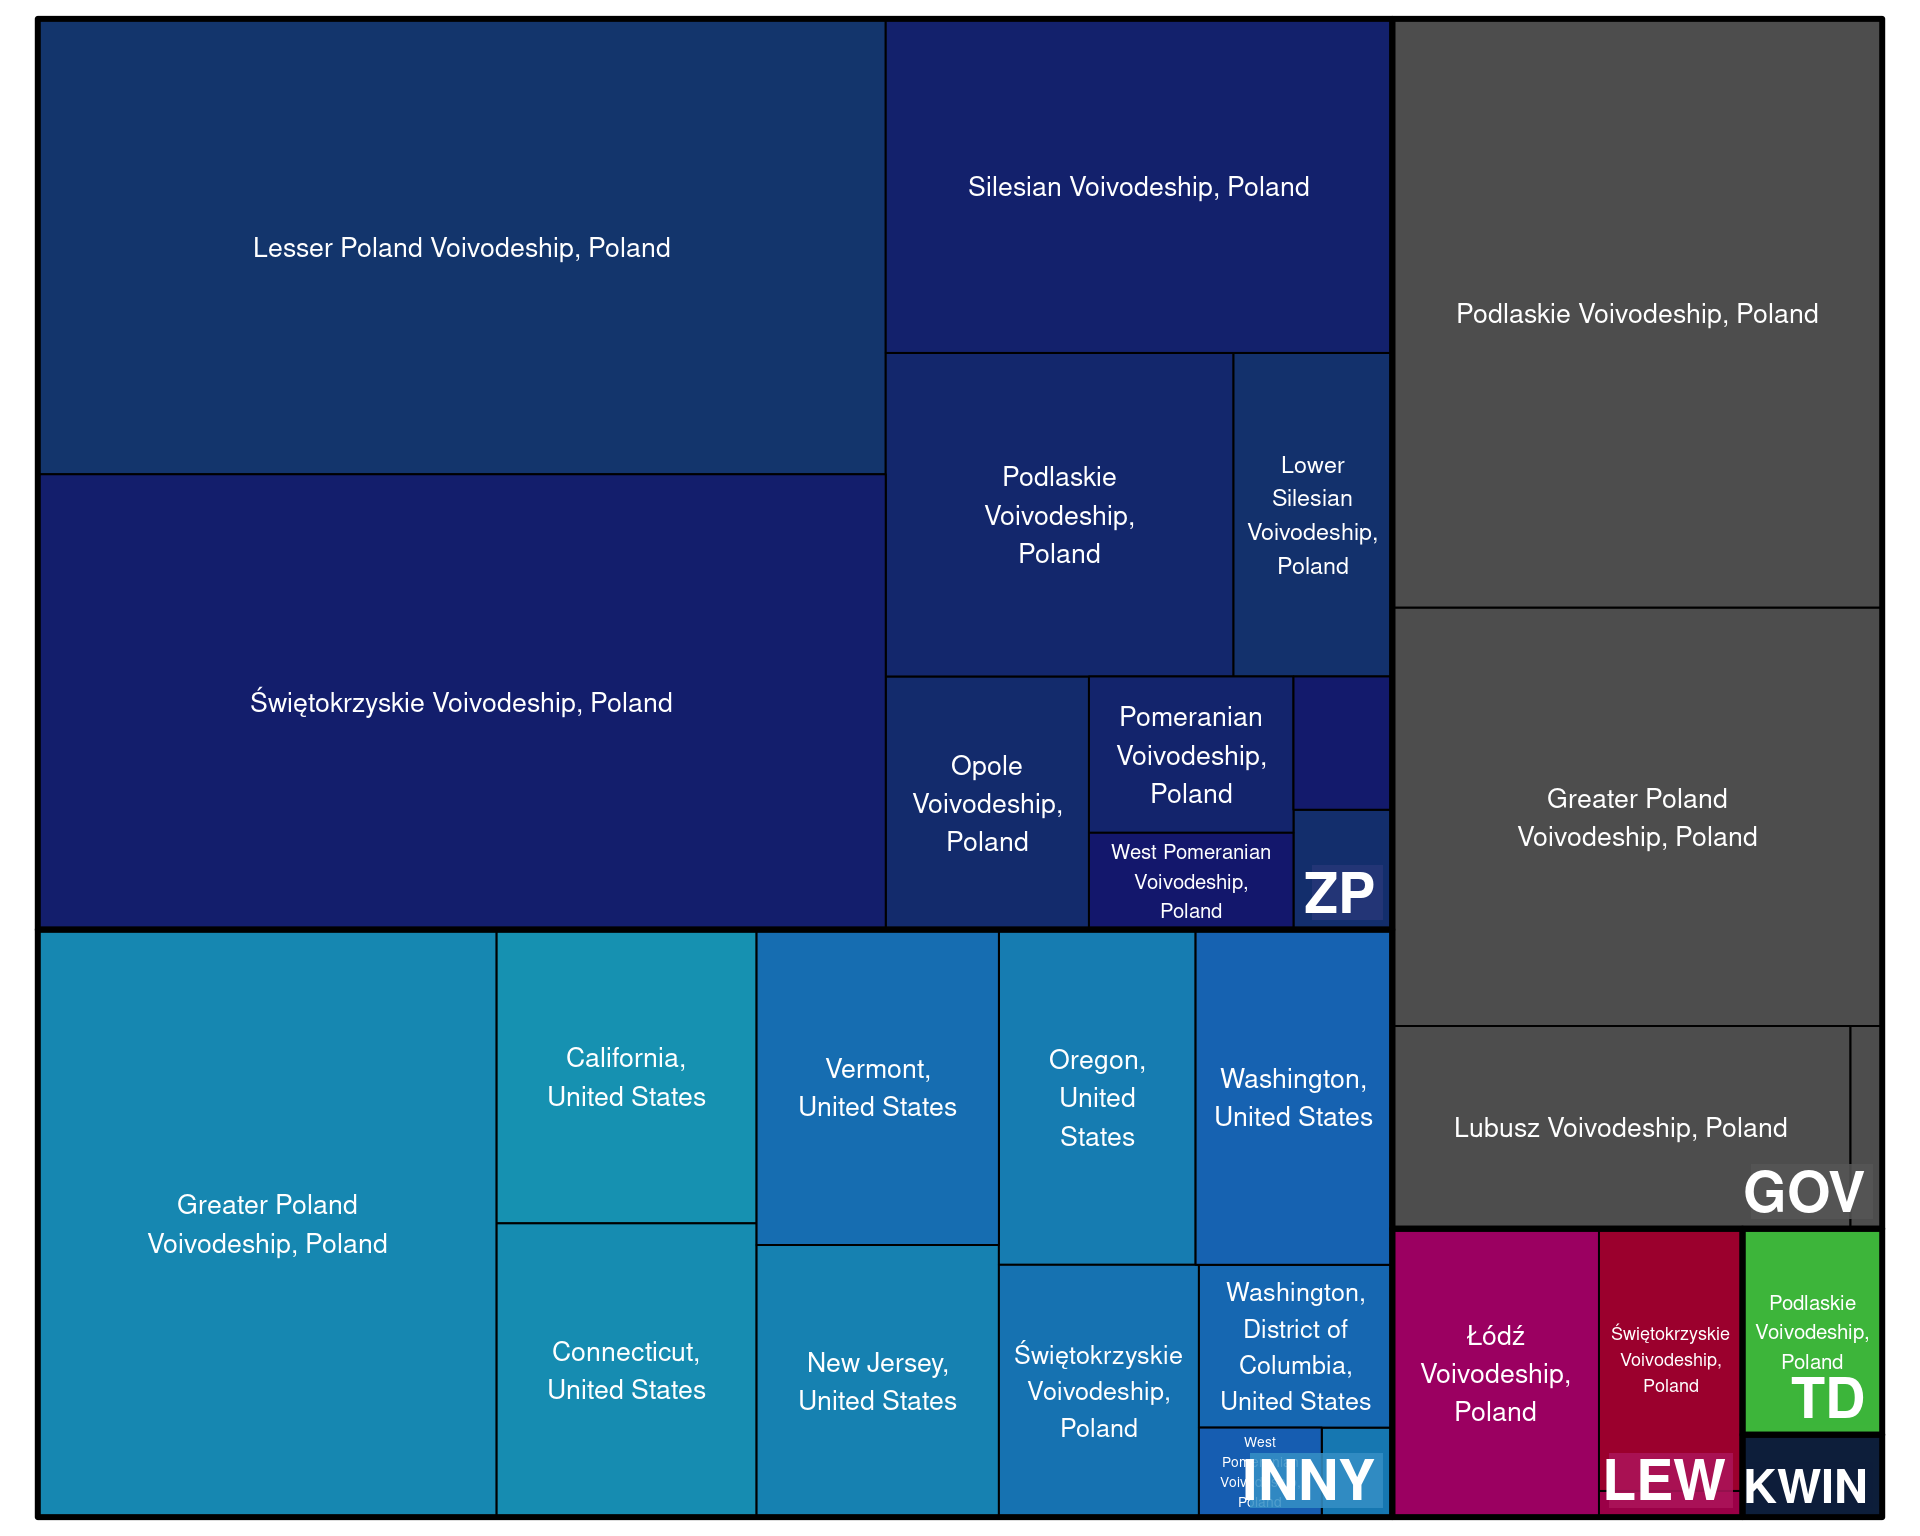 Lesser Poland Voivodeship, Poland
Silesian Voivodeship, Poland
Podlaskie Voivodeship, Poland
Podlaskie
Voivodeship,
Poland
Lower
Silesian
Voivodeship,
Poland
Świętokrzyskie Voivodeship, Poland
Opole
Voivodeship,
Poland
Pomeranian
Voivodeship,
Poland
West Pomeranian
Voivodeship,
Poland
ZP
Greater Poland
Voivodeship, Poland
Lubusz Voivodeship, Poland
GOV
Greater Poland
Voivodeship, Poland
California,
United States
Connecticut,
United States
Vermont,
United States
New Jersey,
United States
Oregon,
United
States
Washington,
United States
Świętokrzyskie
Voivodeship,
Poland
Washington,
District of
Columbia,
United States
West
INNY
Łódź
Voivodeship,
Poland
Świętokrzyskie
Voivodeship,
Poland
LEW
Podlaskie
Voivodeship,
Poland
TD
KWIN